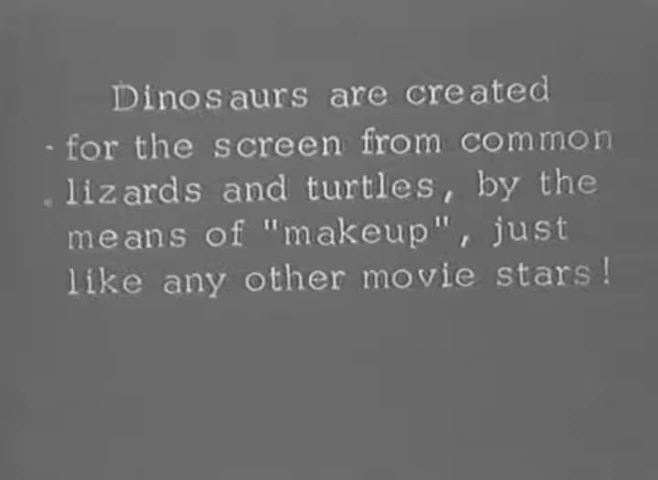 Dinosaurs are created
for the screen from common
lizards and turtles, by the
means of "makeup", just
like any other movie stars!